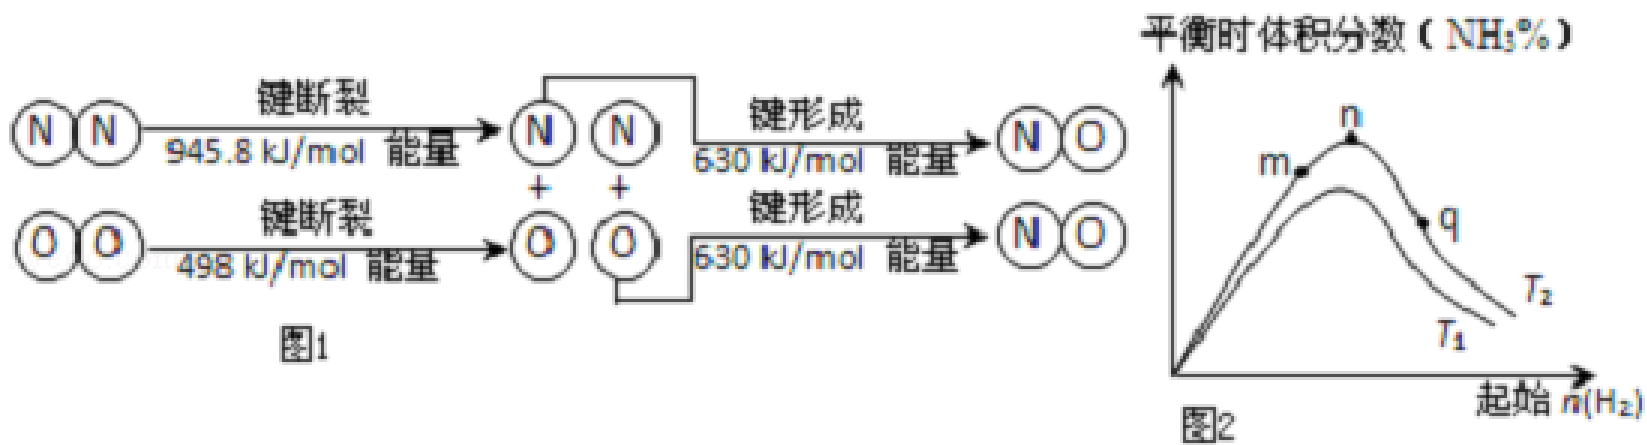 N N 键断裂 945.8 kJ/mol 能量 N N 键形成 630 kJ/mol 能量 N O
+ +
O O 键断裂 498 kJ/mol 能量 O O 键形成 630 kJ/mol 能量 N O
图1
平衡时体积分数（NH₃%）
n
m
q
T₂
T₁
起始 n(H₂)
图2